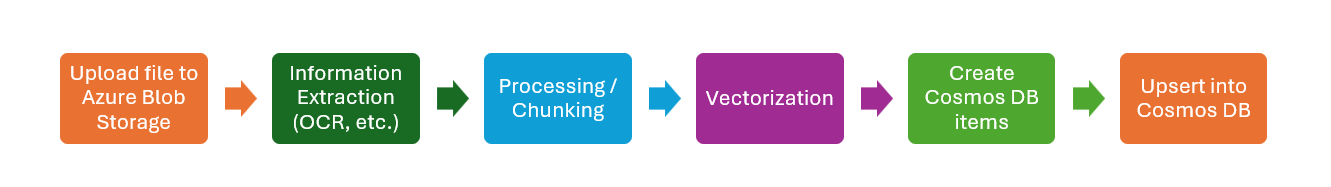 Upload file to
Azure Blob
Storage
Information
Extraction
(OCR, etc.)
Processing /
Chunking
Vectorization
Create
Cosmos DB
items
Upsert into
Cosmos DB